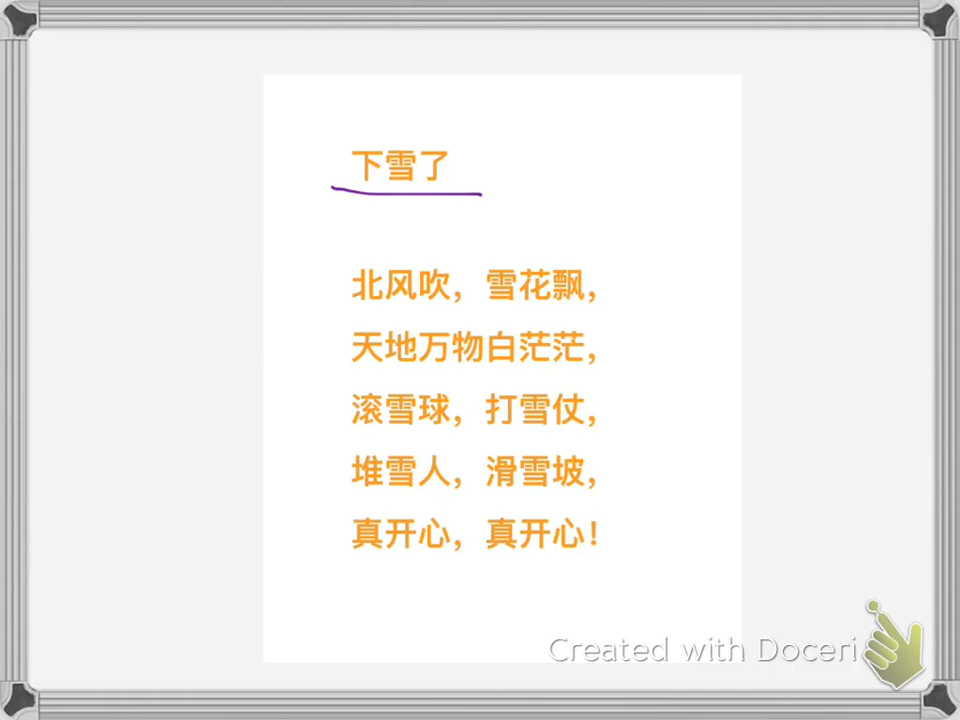 下雪了
北风吹，雪花飘，
天地万物白茫茫，
滚雪球，打雪仗，
堆雪人，滑雪坡，
真开心，真开心！
Created with Doceri